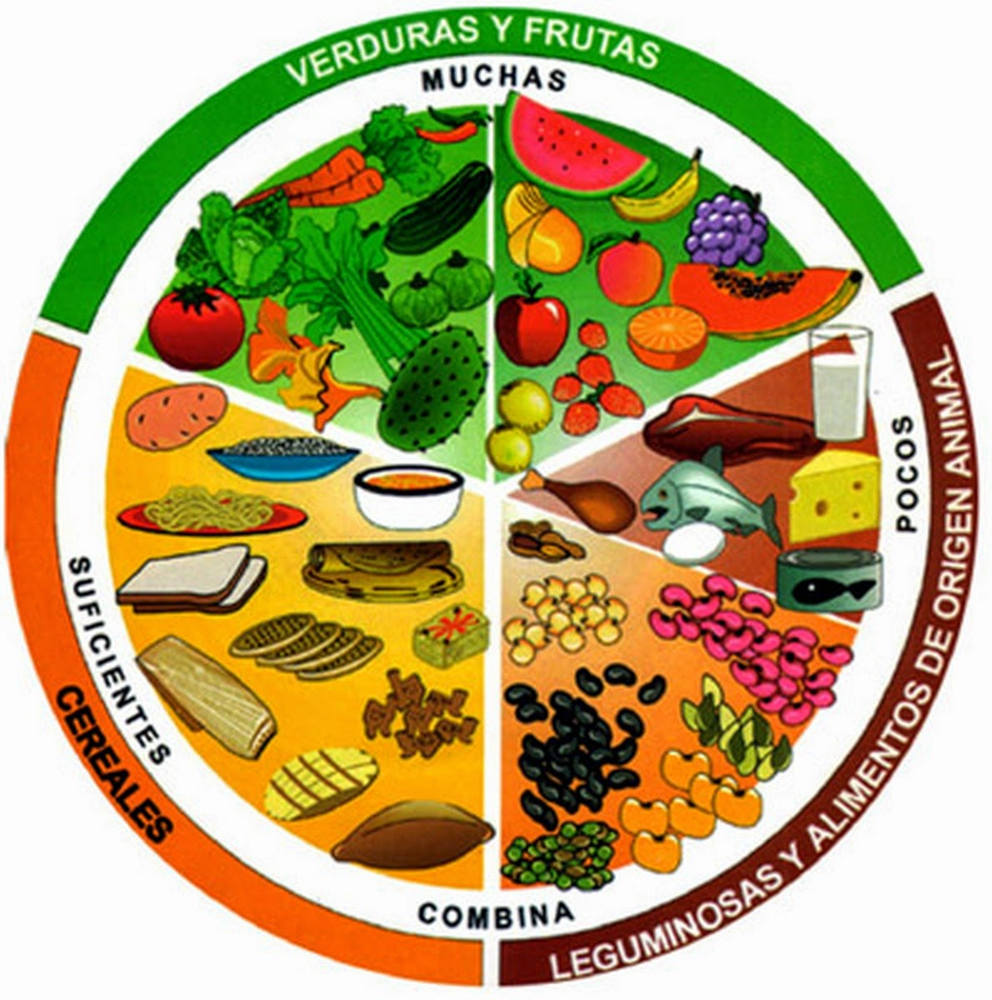 VERDURAS Y FRUTAS
MUCHAS
POCOS
LEGUMINOSAS Y ALIMENTOS DE ORIGEN ANIMAL
SUFICIENTES
CEREALES
COMBINA